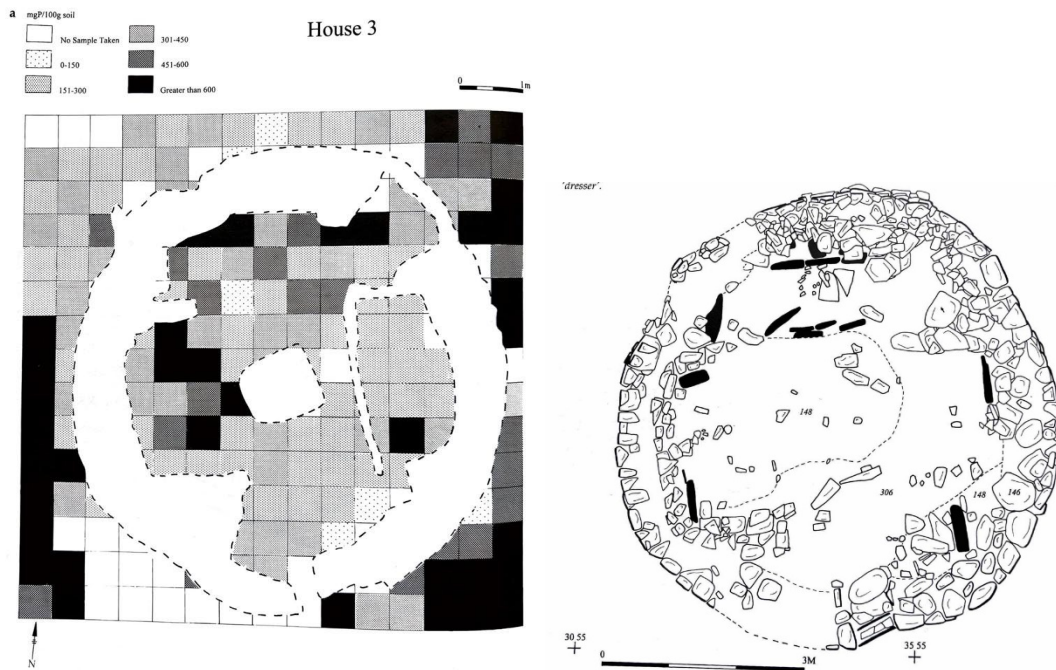 a
mgP/100g soil
House 3
No Sample Taken
301-450
0-150
451-600
151-300
Greater than 600
0 1m
N
'dresser'.
148
306
148
146
30 55
35 55
0 3M